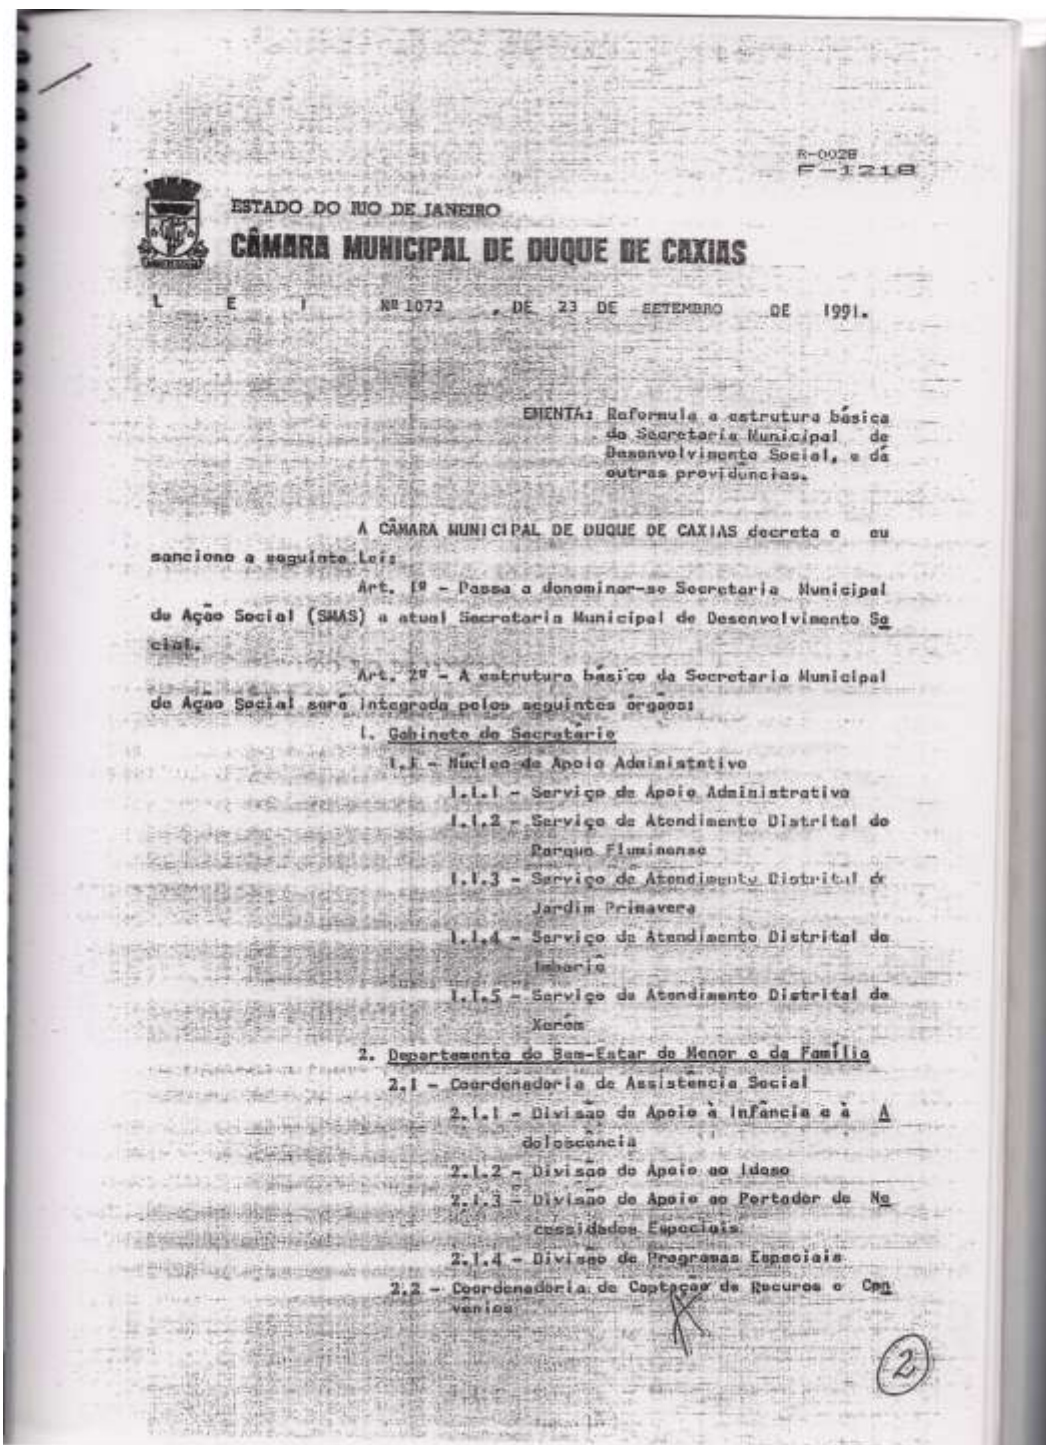 R-0028
F-1218
ESTADO DO RIO DE JANEIRO
CÂMARA MUNICIPAL DE DUQUE DE CAXIAS
L E I Nº 1072 , DE 23 DE SETEMBRO DE 1991.
EMENTA: Reformula a estrutura básica
da Secretaria Municipal de
Desenvolvimento Social, e dá
outras providências.
A CÂMARA MUNICIPAL DE DUQUE DE CAXIAS decreta e eu
sanciono a seguinte Lei:
Art. 1º - Passa a denominar-se Secretaria Municipal
de Ação Social (SMAS) a atual Secretaria Municipal de Desenvolvimento So
cial.
Art. 2º - A estrutura básica da Secretaria Municipal
de Ação Social será integrada pelos seguintes órgãos:
1. Gabinete do Secretário
1.1 - Núcleo de Apoio Administativo
1.1.1 - Serviço de Apoio Administrativo
1.1.2 - Serviço de Atendimento Distrital do
Parque Fluminense
1.1.3 - Serviço de Atendimento Distrital de
Jardim Primavera
1.1.4 - Serviço de Atendimento Distrital de
Imbariê
1.1.5 - Serviço de Atendimento Distrital de
Xerém
2. Departamento do Bem-Estar do Menor e da Família
2.1 - Coordenadoria de Assistência Social
2.1.1 - Divisão de Apoio à Infância e à A
dolescência
2.1.2 - Divisão de Apoio ao Idoso
2.1.3 - Divisão de Apoio ao Portador de Ne
cessidades Especiais
2.1.4 - Divisão de Programas Especiais
2.2 - Coordenadoria de Captação de Recuros e Con
vênios
2